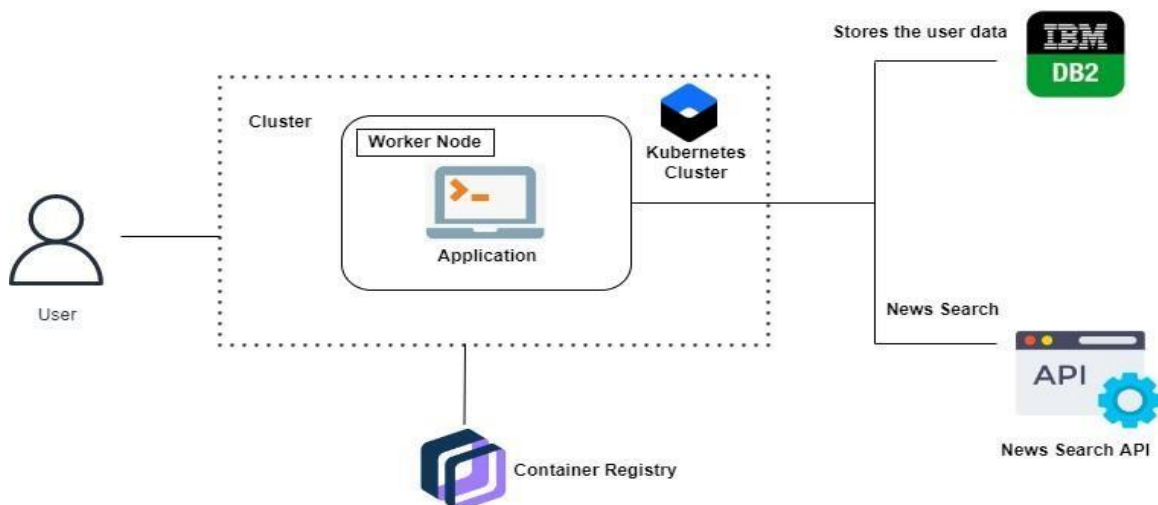 Stores the user data
IBM
DB2
Cluster
Worker Node
Kubernetes
Cluster
Application
User
News Search
API
News Search API
Container Registry